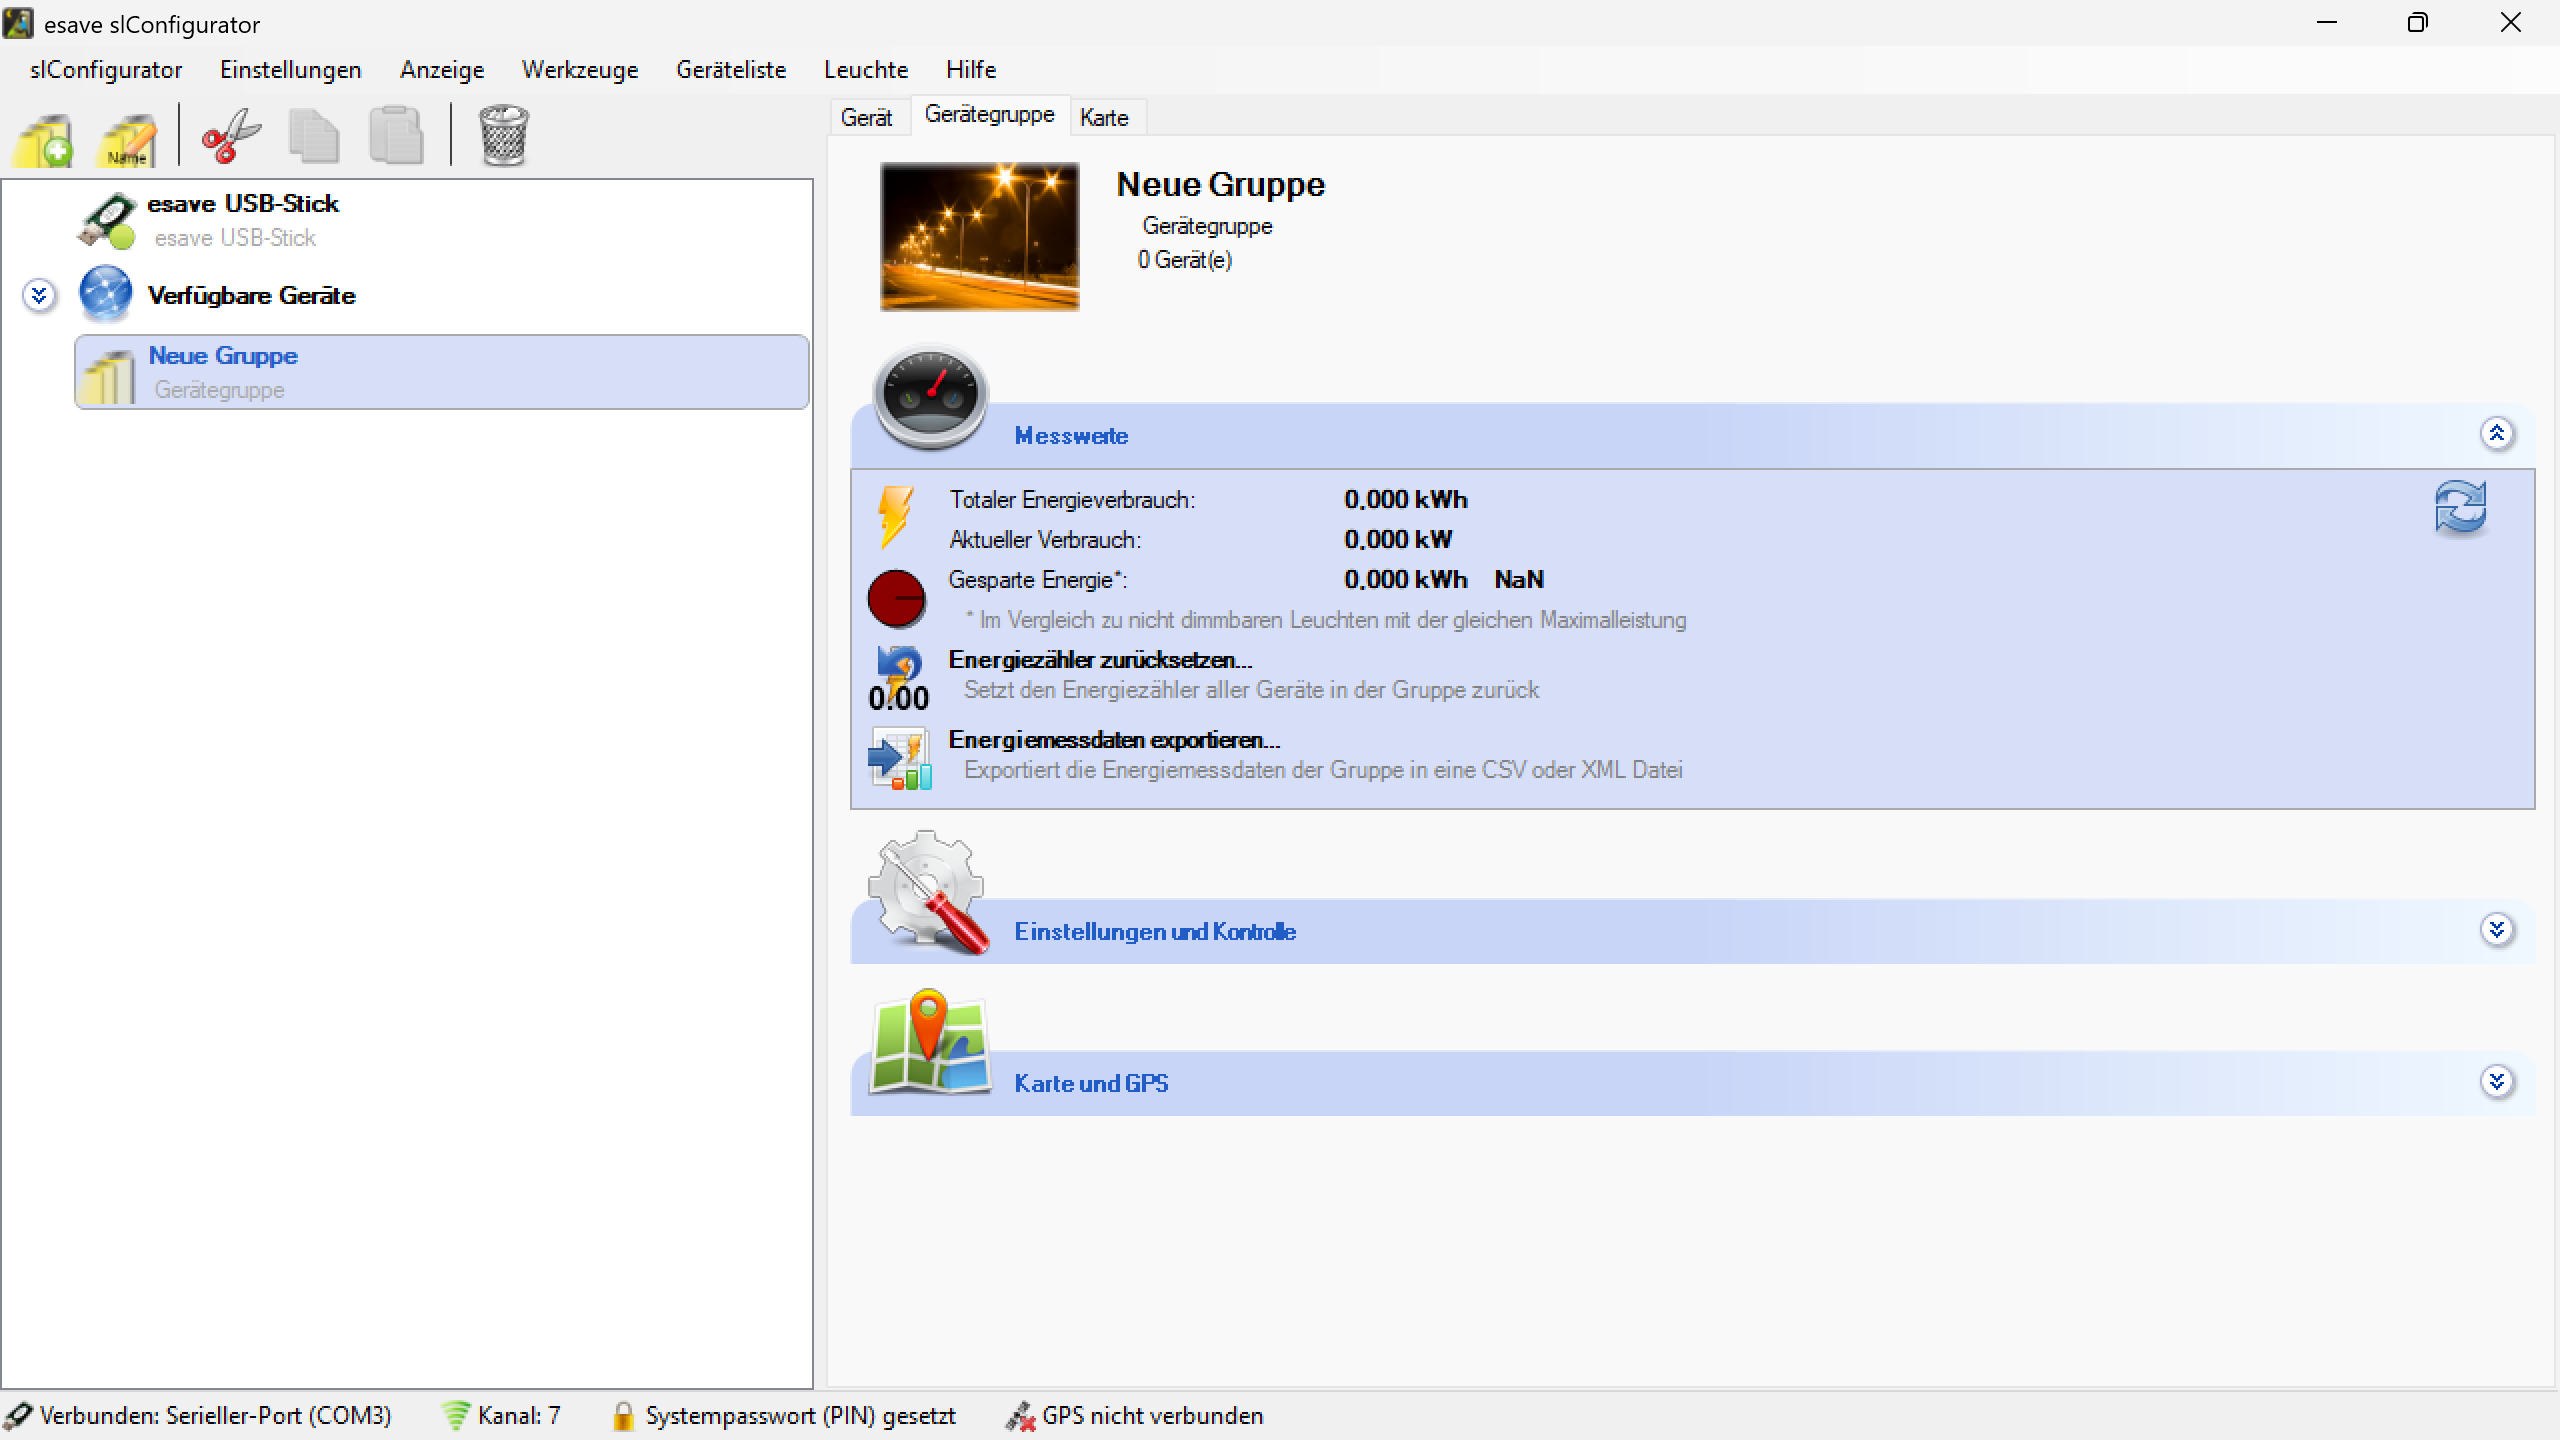 esave slConfigurator
slConfigurator Einstellungen Anzeige Werkzeuge Geräteliste Leuchte Hilfe
Name
esave USB-Stick
esave USB-Stick
Verfügbare Geräte
Neue Gruppe
Gerätegruppe
Gerät Gerätegruppe Karte
Neue Gruppe
Gerätegruppe
0 Gerät(e)
Messwerte
Totaler Energieverbrauch: 0,000 kWh
Aktueller Verbrauch: 0,000 kW
Gesparte Energie*: 0,000 kWh NaN
* Im Vergleich zu nicht dimmbaren Leuchten mit der gleichen Maximalleistung
0.00
Energiezähler zurücksetzen...
Setzt den Energiezähler aller Geräte in der Gruppe zurück
Energiemessdaten exportieren...
Exportiert die Energiemessdaten der Gruppe in eine CSV oder XML Datei
Einstellungen und Kontrolle
Karte und GPS
Verbunden: Serieller-Port (COM3) Kanal: 7 Systempasswort (PIN) gesetzt GPS nicht verbunden